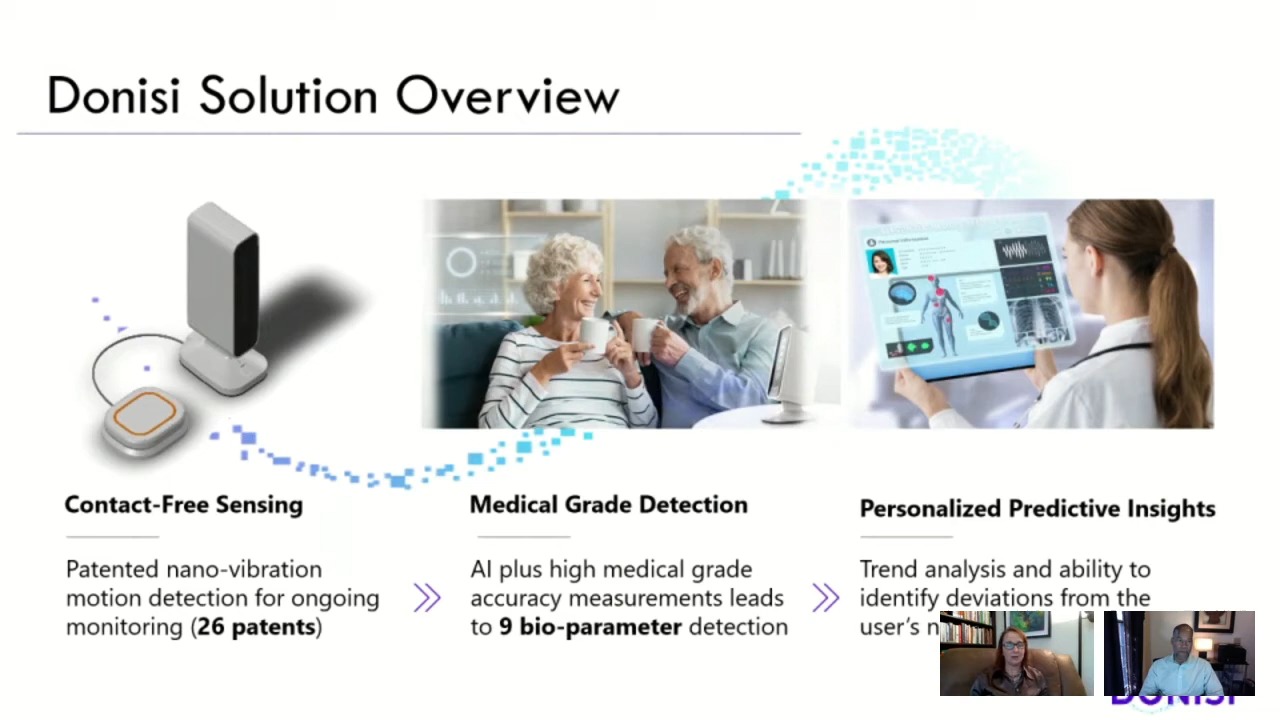 Donisi Solution Overview
Contact-Free Sensing
Patented nano-vibration
motion detection for ongoing
monitoring (26 patents)
Medical Grade Detection
AI plus high medical grade
accuracy measurements leads
to 9 bio-parameter detection
Personalized Predictive Insights
Trend analysis and ability to
identify deviations from the
user's
DONISI